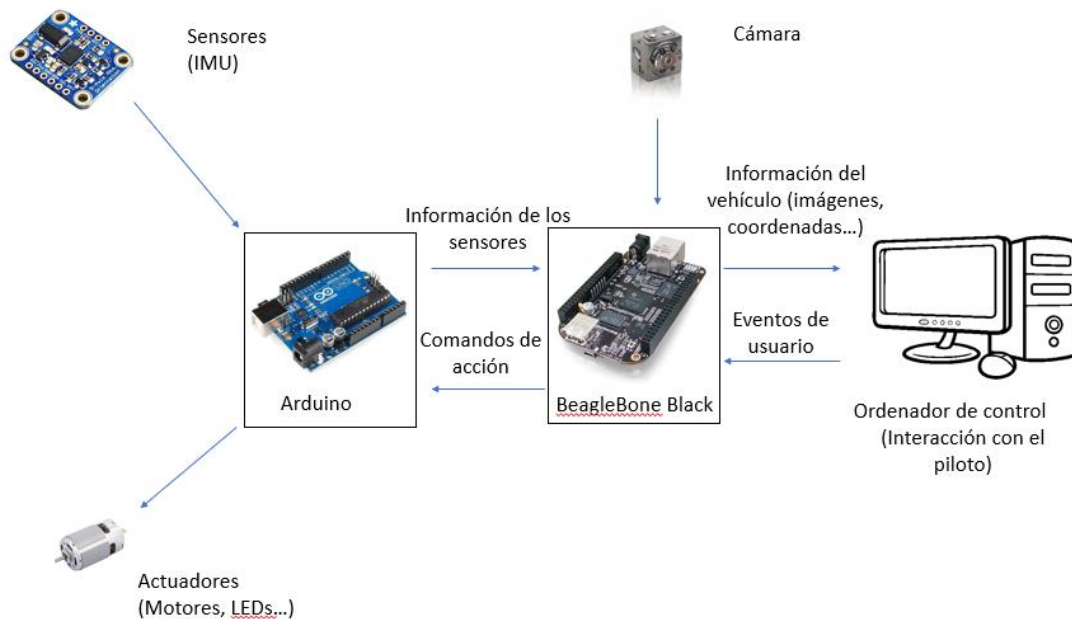 Sensores
(IMU)
Cámara
Información de los
sensores
Información del
vehículo (imágenes,
coordenadas...)
Comandos de
acción
Eventos de
usuario
Arduino
BeagleBone Black
Ordenador de control
(Interacción con el
piloto)
Actuadores
(Motores, LEDs...)